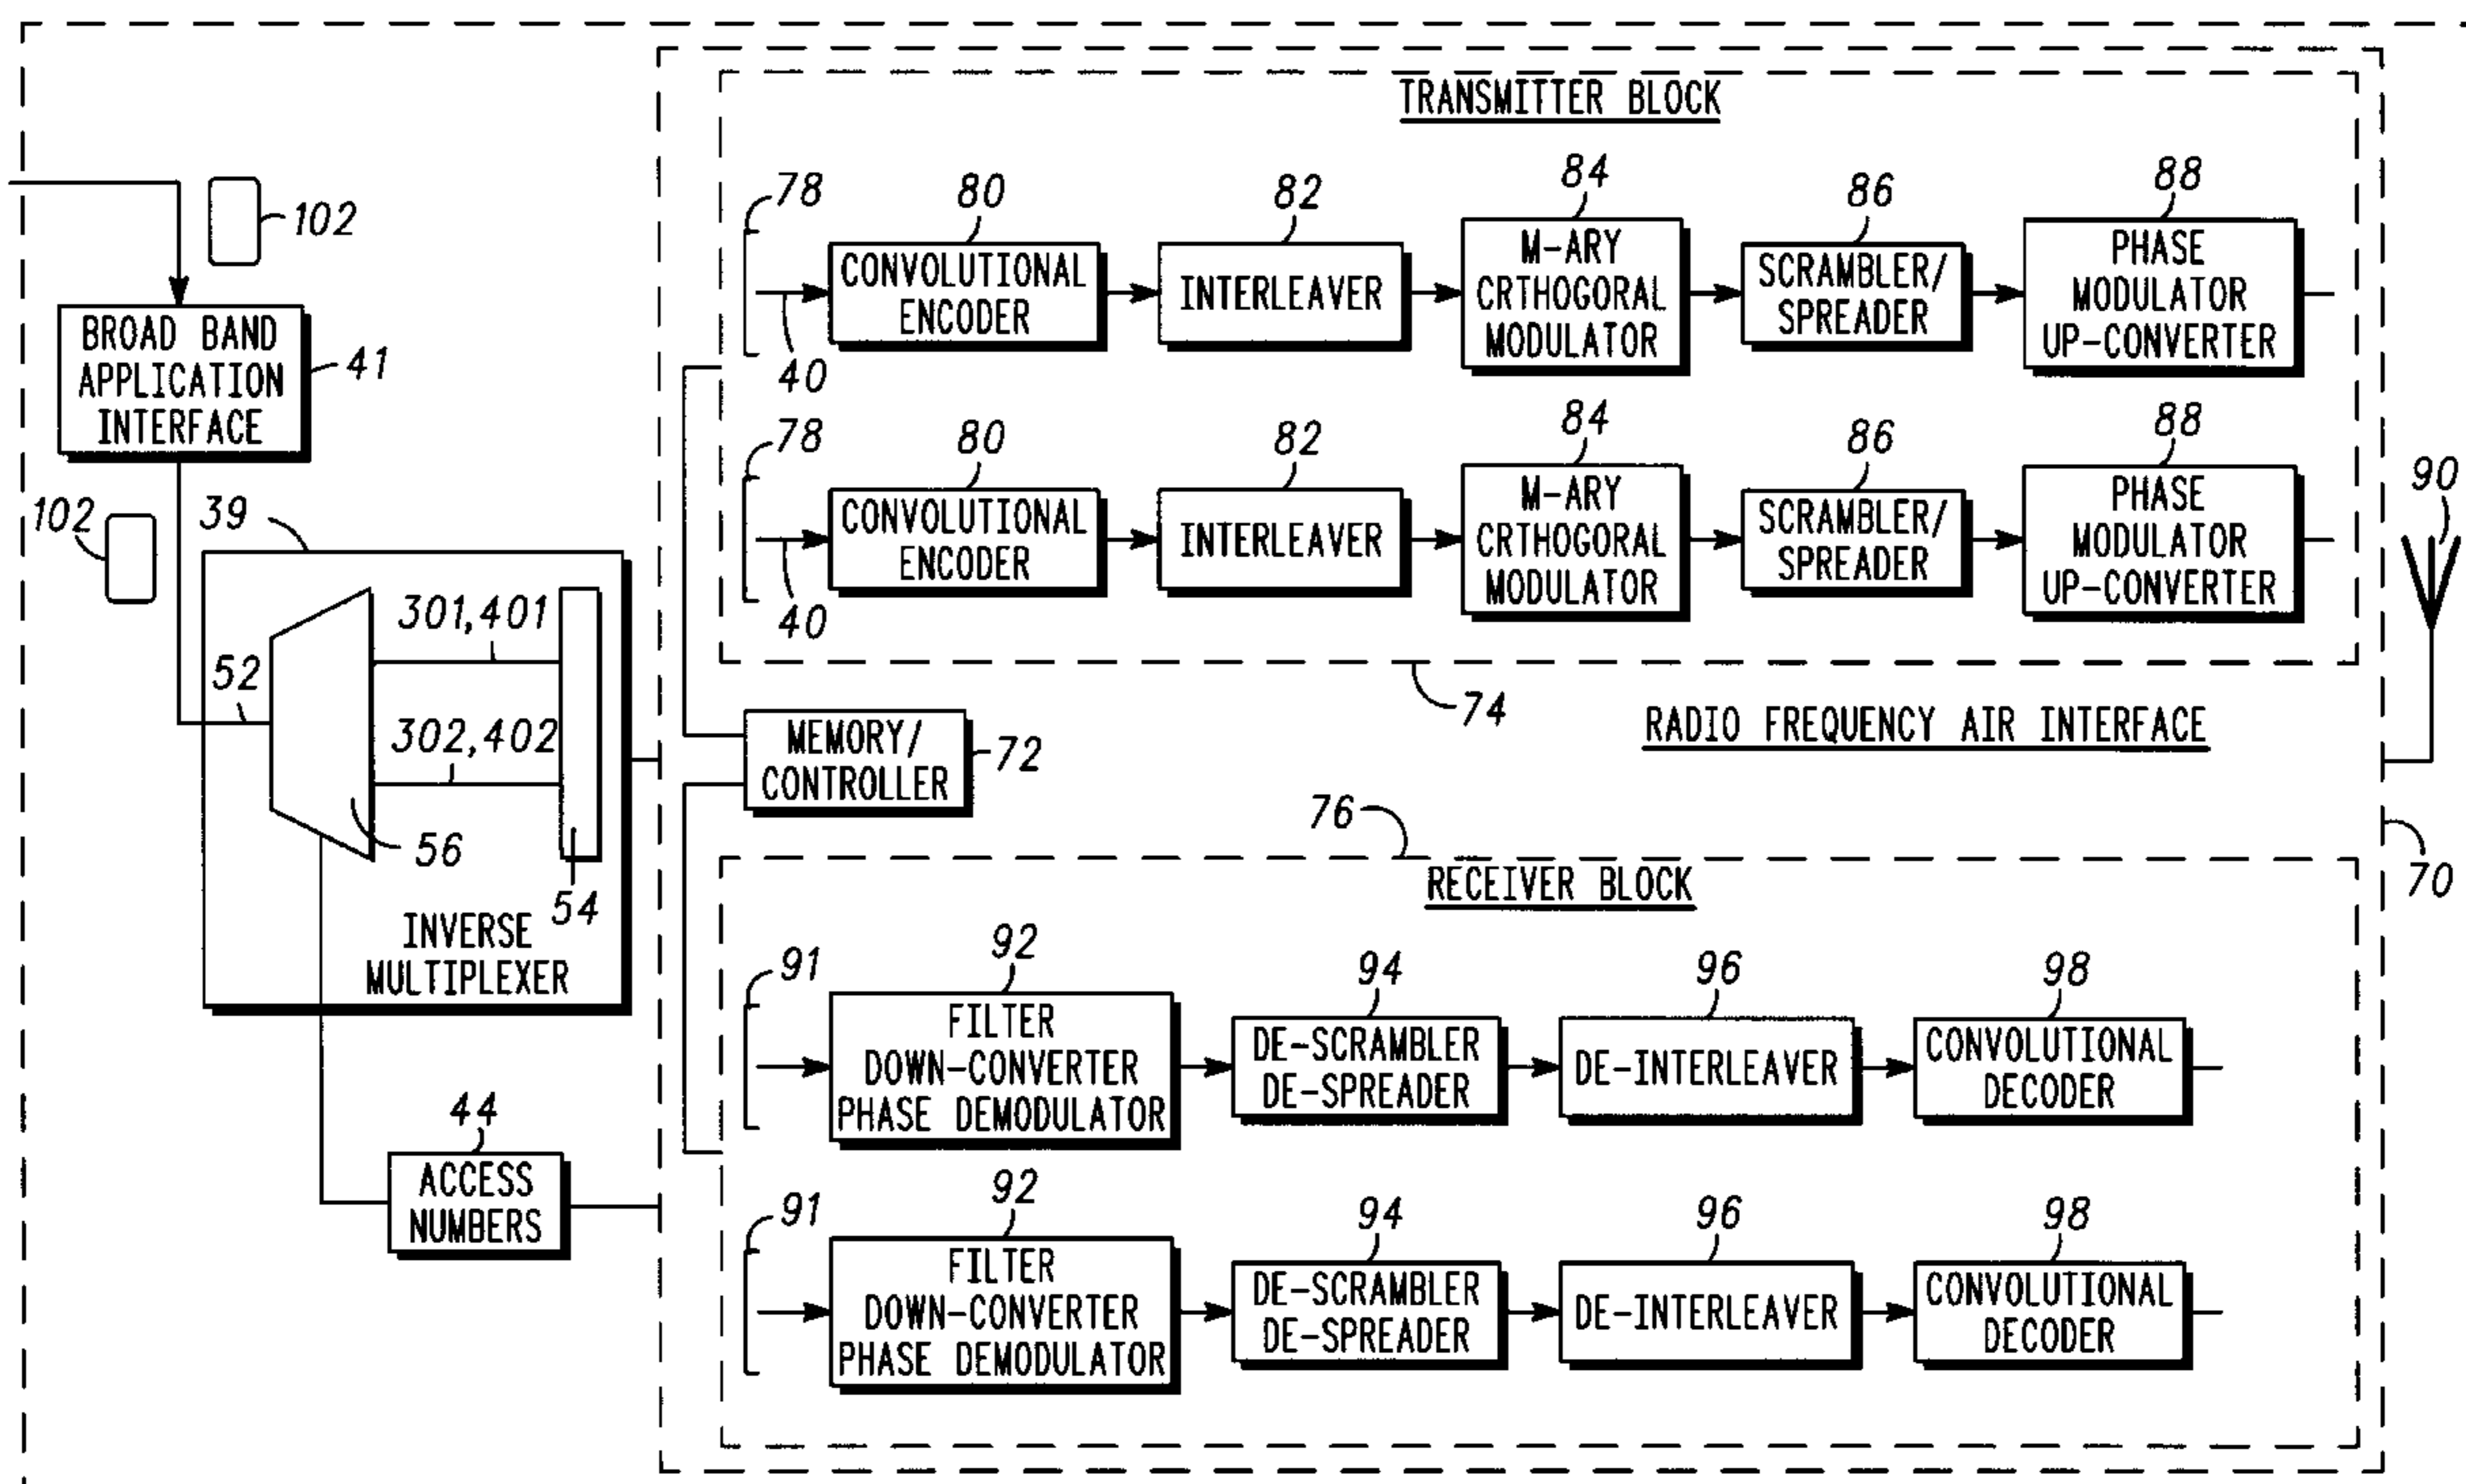 TRANSMITTER BLOCK
78
80
82
84
86
88
102
CONVOLUTIONAL
ENCODER
INTERLEAVER
M-ARY
CRTHOGORAL
MODULATOR
SCRAMBLER/
SPREADER
PHASE
MODULATOR
UP-CONVERTER
40
BROAD BAND
APPLICATION
INTERFACE
41
78
80
82
84
86
88
CONVOLUTIONAL
ENCODER
INTERLEAVER
M-ARY
CRTHOGORAL
MODULATOR
SCRAMBLER/
SPREADER
PHASE
MODULATOR
UP-CONVERTER
40
90
102
39
301,401
52
302,402
56
54
INVERSE
MULTIPLEXER
74
RADIO FREQUENCY AIR INTERFACE
MEMORY/
CONTROLLER
72
76
70
RECEIVER BLOCK
91
92
94
96
98
FILTER
DOWN-CONVERTER
PHASE DEMODULATOR
DE-SCRAMBLER
DE-SPREADER
DE-INTERLEAVER
CONVOLUTIONAL
DECODER
44
ACCESS
NUMBERS
91
92
94
96
98
FILTER
DOWN-CONVERTER
PHASE DEMODULATOR
DE-SCRAMBLER
DE-SPREADER
DE-INTERLEAVER
CONVOLUTIONAL
DECODER